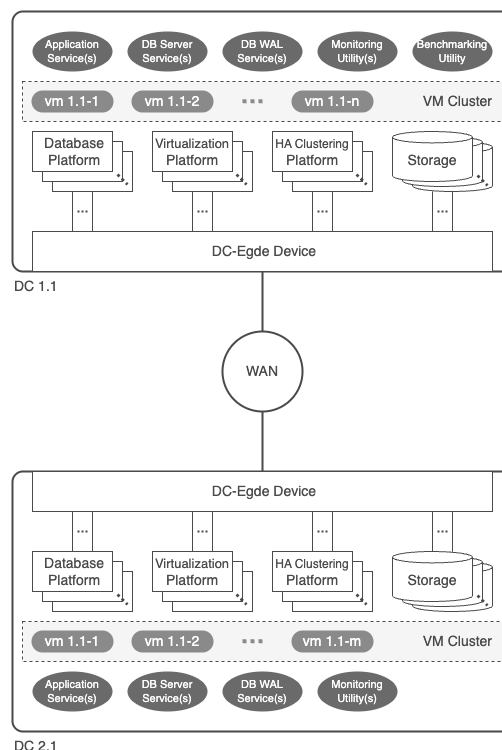 Application
Service(s)
DB Server
Service(s)
DB WAL
Service(s)
Monitoring
Utility(s)
Benchmarking
Utility
vm 1.1-1
vm 1.1-2
...
vm 1.1-n
VM Cluster
Database
Platform
Virtualization
Platform
HA Clustering
Platform
Storage
...
...
...
...
DC-Egde Device
DC 1.1
WAN
DC-Egde Device
...
...
...
...
Database
Platform
Virtualization
Platform
HA Clustering
Platform
Storage
vm 1.1-1
vm 1.1-2
...
vm 1.1-m
VM Cluster
Application
Service(s)
DB Server
Service(s)
DB WAL
Service(s)
Monitoring
Utility(s)
DC 2.1